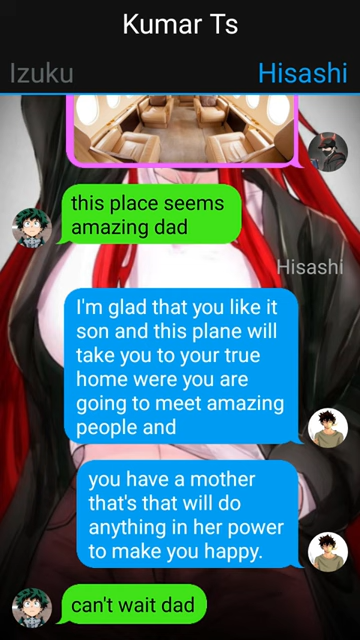 Kumar Ts
Izuku
Hisashi
this place seems
amazing dad
Hisashi
I'm glad that you like it
son and this plane will
take you to your true
home were you are
going to meet amazing
people and
you have a mother
that's that will do
anything in her power
to make you happy.
can't wait dad